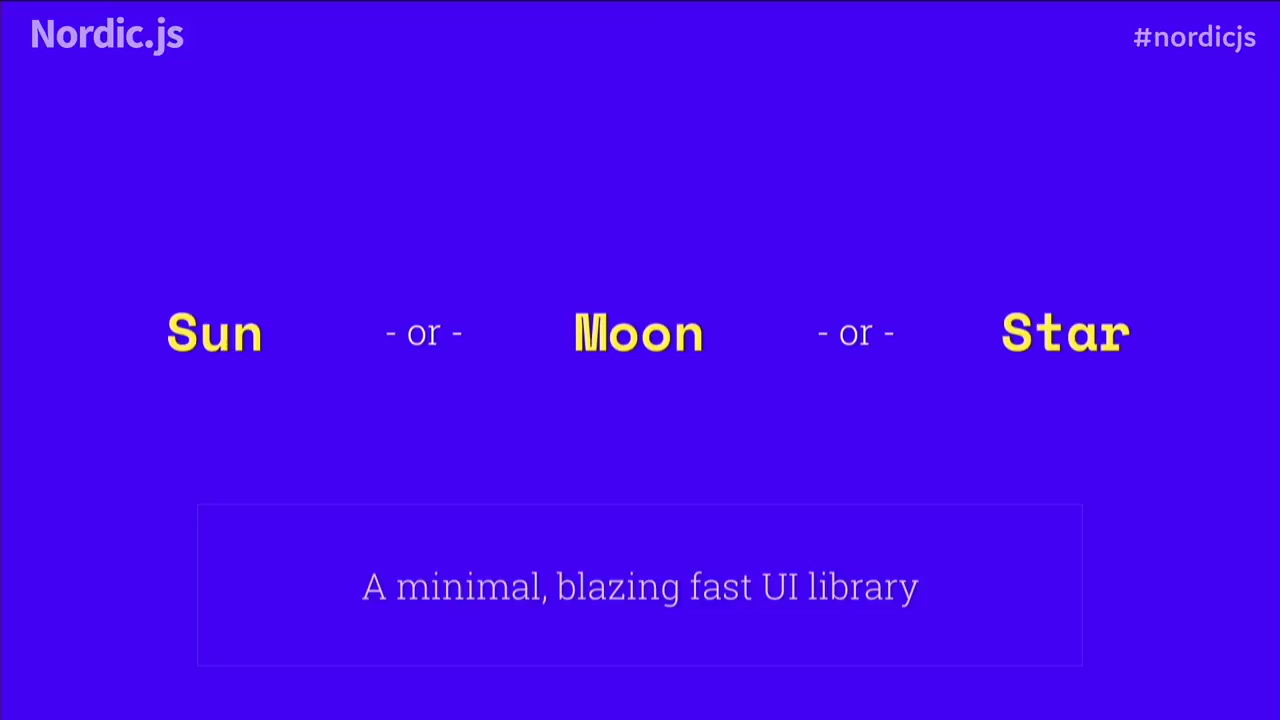 Nordic.js
#nordicjs
Sun - or - Moon - or - Star
A minimal, blazing fast UI library